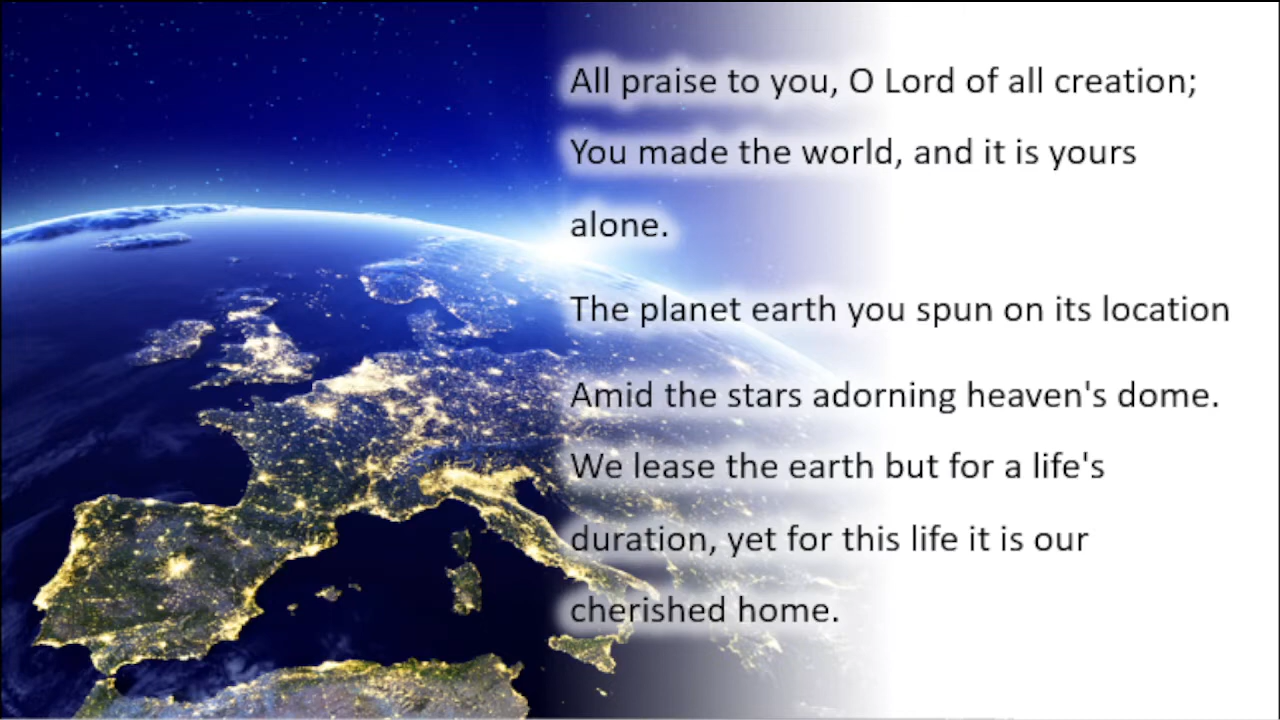 All praise to you, O Lord of all creation;
You made the world, and it is yours
alone.
The planet earth you spun on its location
Amid the stars adorning heaven's dome.
We lease the earth but for a life's
duration, yet for this life it is our
cherished home.